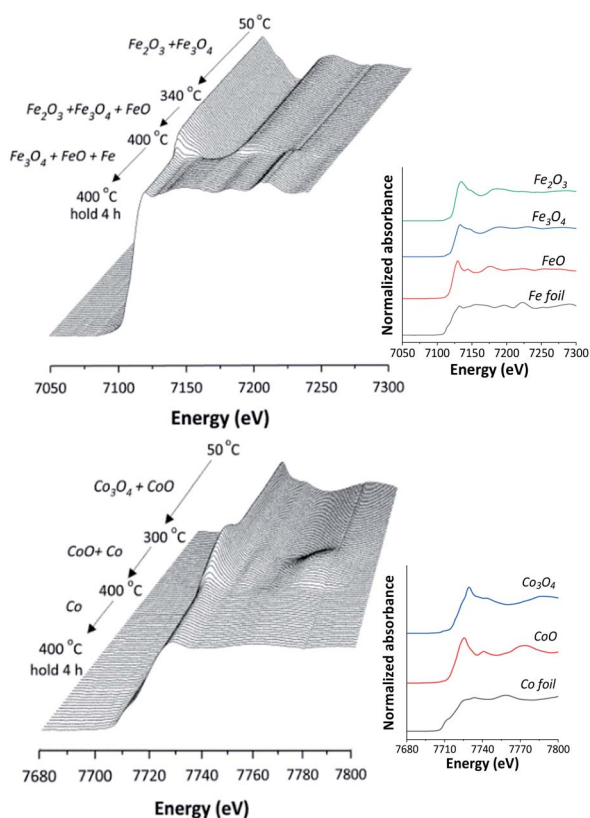 50 °C
Fe₂O₃ +Fe₃O₄
340 °C
Fe₂O₃ +Fe₃O₄ + FeO
400 °C
Fe₃O₄ + FeO + Fe
400 °C
hold 4 h
7050 7100 7150 7200 7250 7300
Energy (eV)
Normalized absorbance
Fe₂O₃
Fe₃O₄
FeO
Fe foil
7050 7100 7150 7200 7250 7300
Energy (eV)
50 °C
Co₃O₄ + CoO
300 °C
CoO+ Co
400 °C
Co
400 °C
hold 4 h
7680 7700 7720 7740 7760 7780 7800
Energy (eV)
Normalized absorbance
Co₃O₄
CoO
Co foil
7680 7710 7740 7770 7800
Energy (eV)